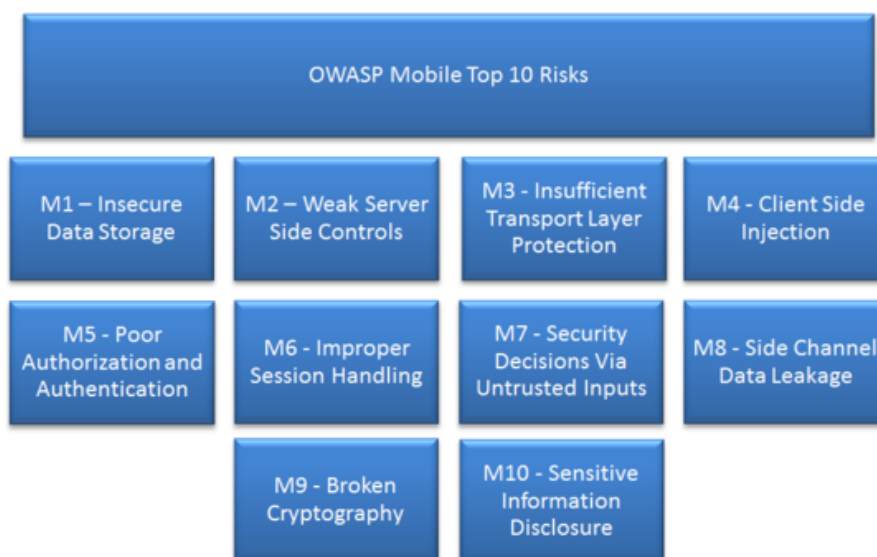 OWASP Mobile Top 10 Risks
M1 – Insecure
Data Storage
M2 – Weak Server
Side Controls
M3 - Insufficient
Transport Layer
Protection
M4 - Client Side
Injection
M5 - Poor
Authorization and
Authentication
M6 - Improper
Session Handling
M7 - Security
Decisions Via
Untrusted Inputs
M8 - Side Channel
Data Leakage
M9 - Broken
Cryptography
M10 - Sensitive
Information
Disclosure